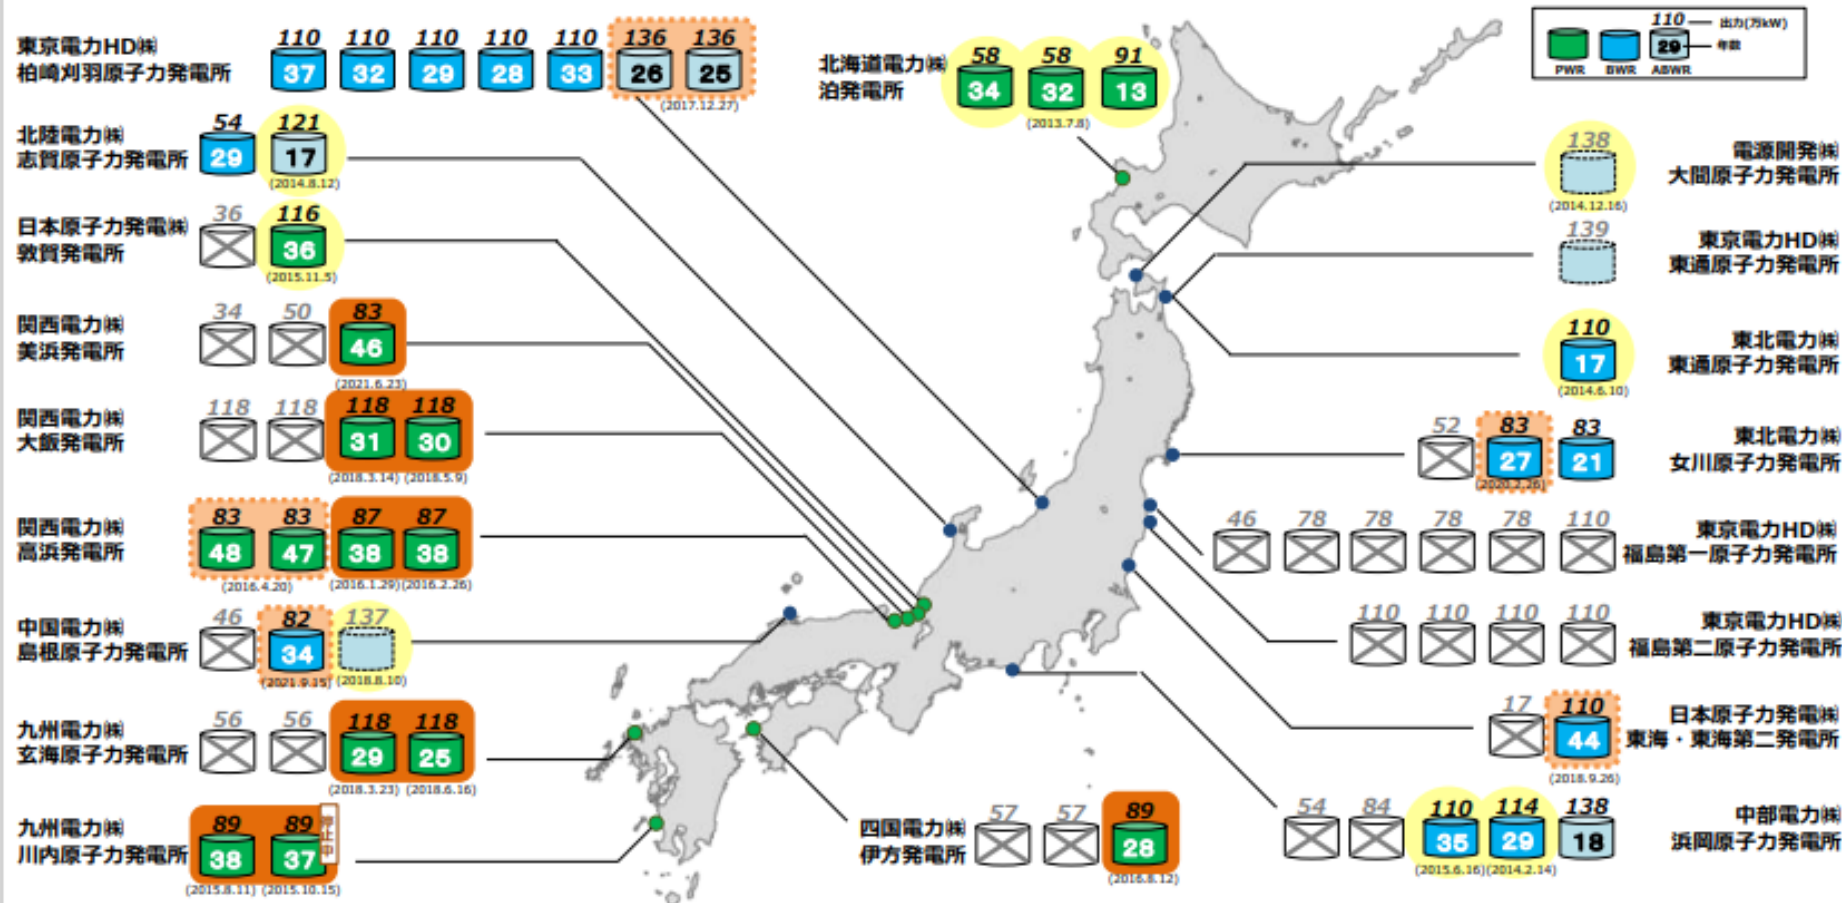 東京電力HD㈱
柏崎刈羽原子力発電所
110 110 110 110 110 136 136
37 32 29 28 33 26 25
(2017.12.27)
北陸電力㈱
志賀原子力発電所
54 121
29 17
(2014.8.12)
日本原子力発電㈱
敦賀発電所
36 116
36
(2015.11.5)
関西電力㈱
美浜発電所
34 50 83
46
(2021.6.23)
関西電力㈱
大飯発電所
118 118 118 118
31 30
(2018.3.14) (2018.5.9)
関西電力㈱
高浜発電所
83 83 87 87
48 47 38 38
(2016.4.20) (2016.1.29) (2016.2.26)
中国電力㈱
島根原子力発電所
46 82 137
34
(2021.9.15) (2018.8.10)
九州電力㈱
玄海原子力発電所
56 56 118 118
29 25
(2018.3.23) (2018.6.16)
九州電力㈱
川内原子力発電所
89 89
38 37
停止中
(2015.8.11) (2015.10.15)
北海道電力㈱
泊発電所
58 58 91
34 32 13
(2013.7.8)
四国電力㈱
伊方発電所
57 57 89
28
(2016.8.12)
110 出力(万kW)
29 年数
PWR BWR ABWR
138
電源開発㈱
大間原子力発電所
(2014.12.16)
139
東京電力HD㈱
東通原子力発電所
110
17
東北電力㈱
東通原子力発電所
(2014.6.10)
52 83 83
27 21
東北電力㈱
女川原子力発電所
(2020.2.26)
46 78 78 78 78 110
東京電力HD㈱
福島第一原子力発電所
110 110 110 110
東京電力HD㈱
福島第二原子力発電所
17 110
44
日本原子力発電㈱
東海・東海第二発電所
(2018.9.26)
54 84 110 114 138
35 29 18
中部電力㈱
浜岡原子力発電所
(2015.6.16) (2014.2.14)